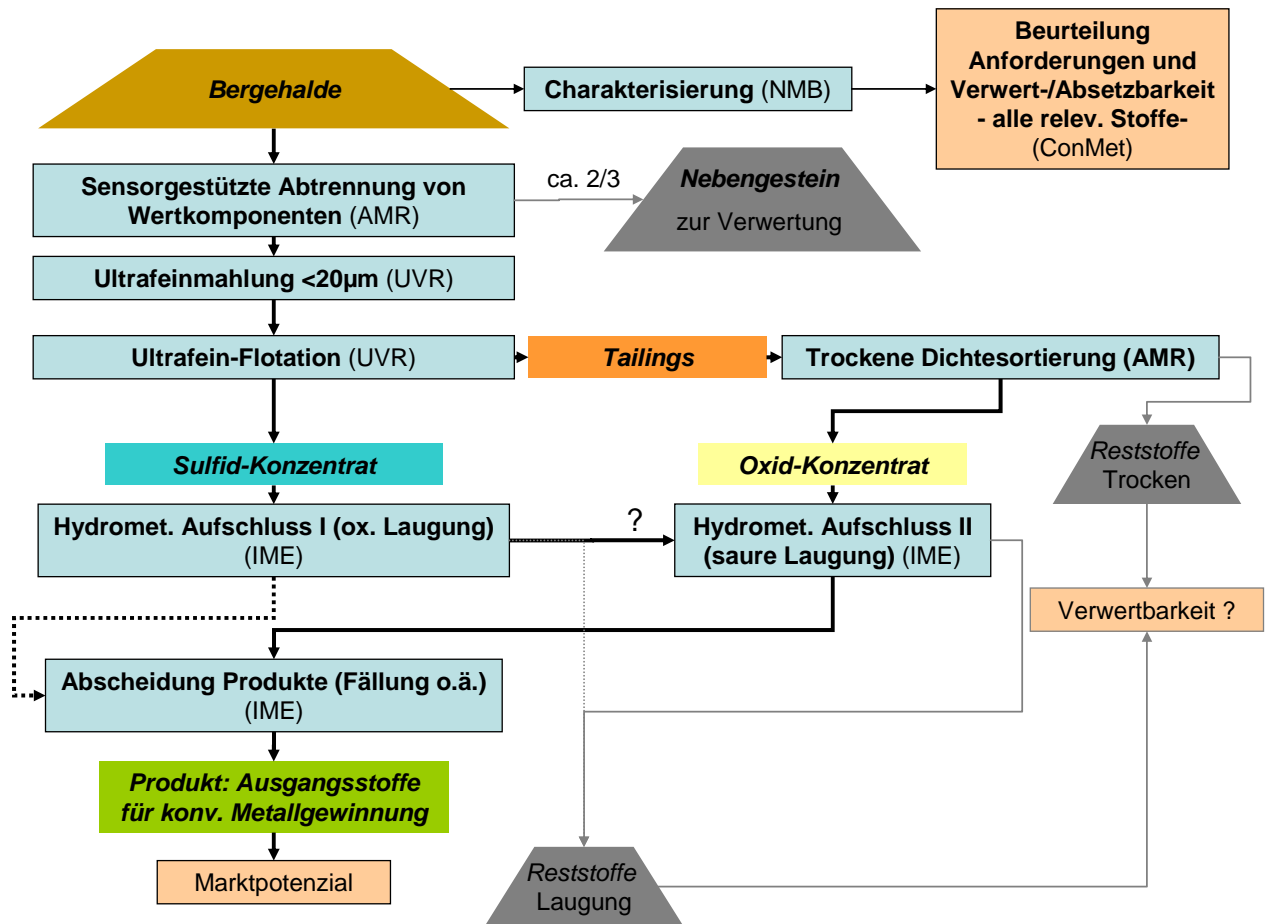 Bergehalde
Charakterisierung (NMB)
Beurteilung
Anforderungen und
Verwert-/Absetzbarkeit
- alle relev. Stoffe-
(ConMet)
Sensorgestützte Abtrennung von
Wertkomponenten (AMR)
ca. 2/3
Nebengestein
zur Verwertung
Ultrafeinmahlung <20µm (UVR)
Ultrafein-Flotation (UVR)
Tailings
Trockene Dichtesortierung (AMR)
Sulfid-Konzentrat
Oxid-Konzentrat
Reststoffe
Trocken
Hydromet. Aufschluss I (ox. Laugung)
(IME)
?
Hydromet. Aufschluss II
(saure Laugung) (IME)
Verwertbarkeit ?
Abscheidung Produkte (Fällung o.ä.)
(IME)
Produkt: Ausgangsstoffe
für konv. Metallgewinnung
Marktpotenzial
Reststoffe
Laugung